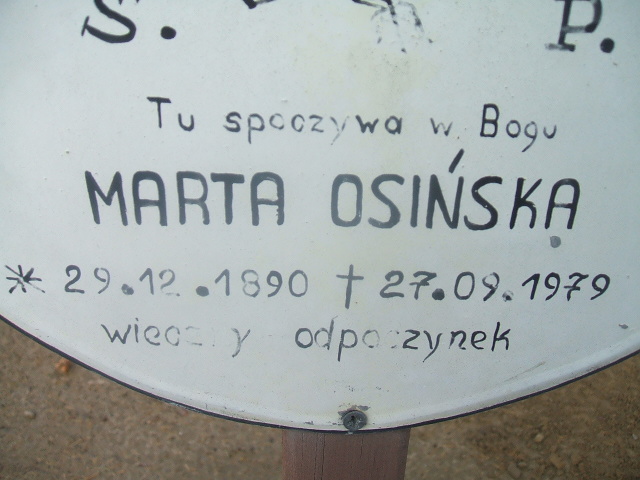 S. P.
Tu spoczywa w Bogu
MARTA OSIŃSKA
* 29.12.1890 † 27.09.1979
wieczny odpoczynek